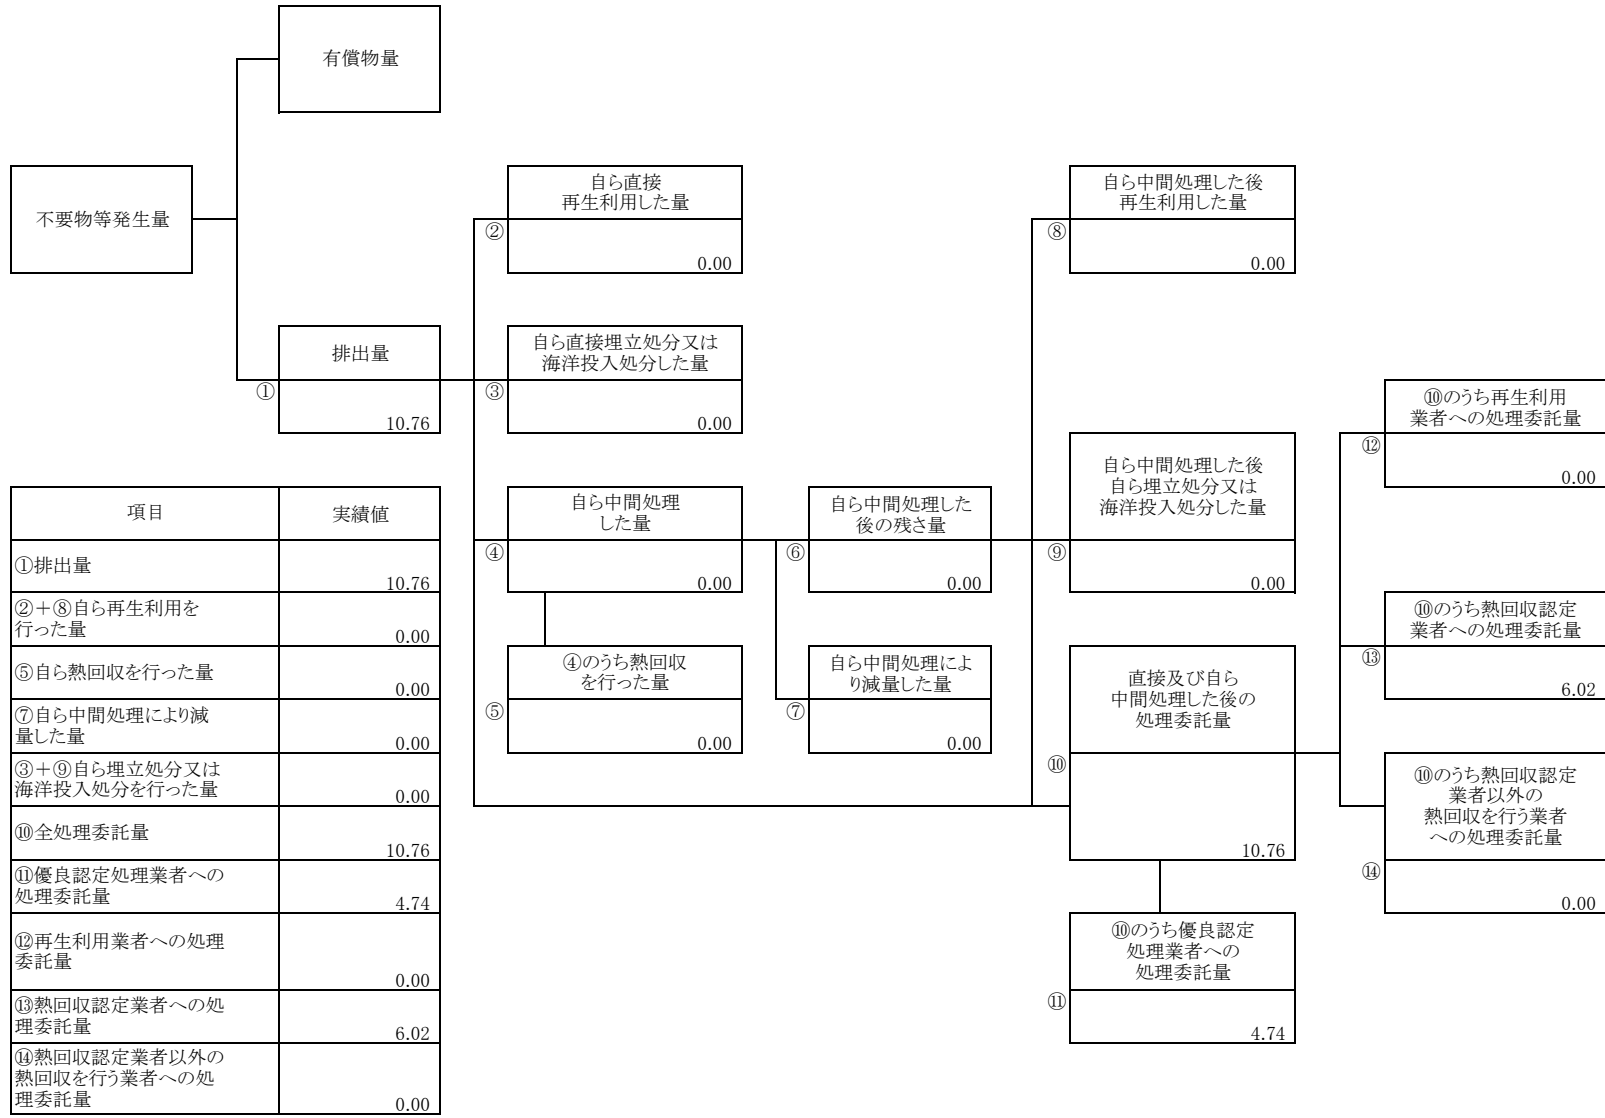 有償物量
不要物等発生量
自ら直接
再生利用した量
②
0.00
自ら中間処理した後
再生利用した量
⑧
0.00
排出量
①
10.76
自ら直接埋立処分又は
海洋投入処分した量
③
0.00
⑩のうち再生利用
業者への処理委託量
⑫
0.00
自ら中間処理
した量
④
0.00
自ら中間処理した
後の残さ量
⑥
0.00
自ら中間処理した後
自ら埋立処分又は
海洋投入処分した量
⑨
0.00
④のうち熱回収
を行った量
⑤
0.00
自ら中間処理によ
り減量した量
⑦
0.00
直接及び自ら
中間処理した後の
処理委託量
⑩
10.76
⑩のうち熱回収認定
業者への処理委託量
⑬
6.02
⑩のうち熱回収認定
業者以外の
熱回収を行う業者
への処理委託量
⑭
0.00
⑩のうち優良認定
処理業者への
処理委託量
⑪
4.74
項目 実績値
①排出量
10.76
②+⑧自ら再生利用を
行った量
0.00
⑤自ら熱回収を行った量
0.00
⑦自ら中間処理により減
量した量
0.00
③+⑨自ら埋立処分又は
海洋投入処分を行った量
0.00
⑩全処理委託量
10.76
⑪優良認定処理業者への
処理委託量
4.74
⑫再生利用業者への処理
委託量
0.00
⑬熱回収認定業者への処
理委託量
6.02
⑭熱回収認定業者以外の
熱回収を行う業者への処
理委託量
0.00